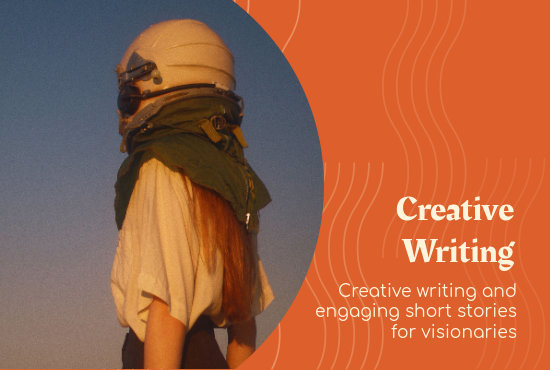 Creative
Writing
Creative writing and
engaging short stories
for visionaries